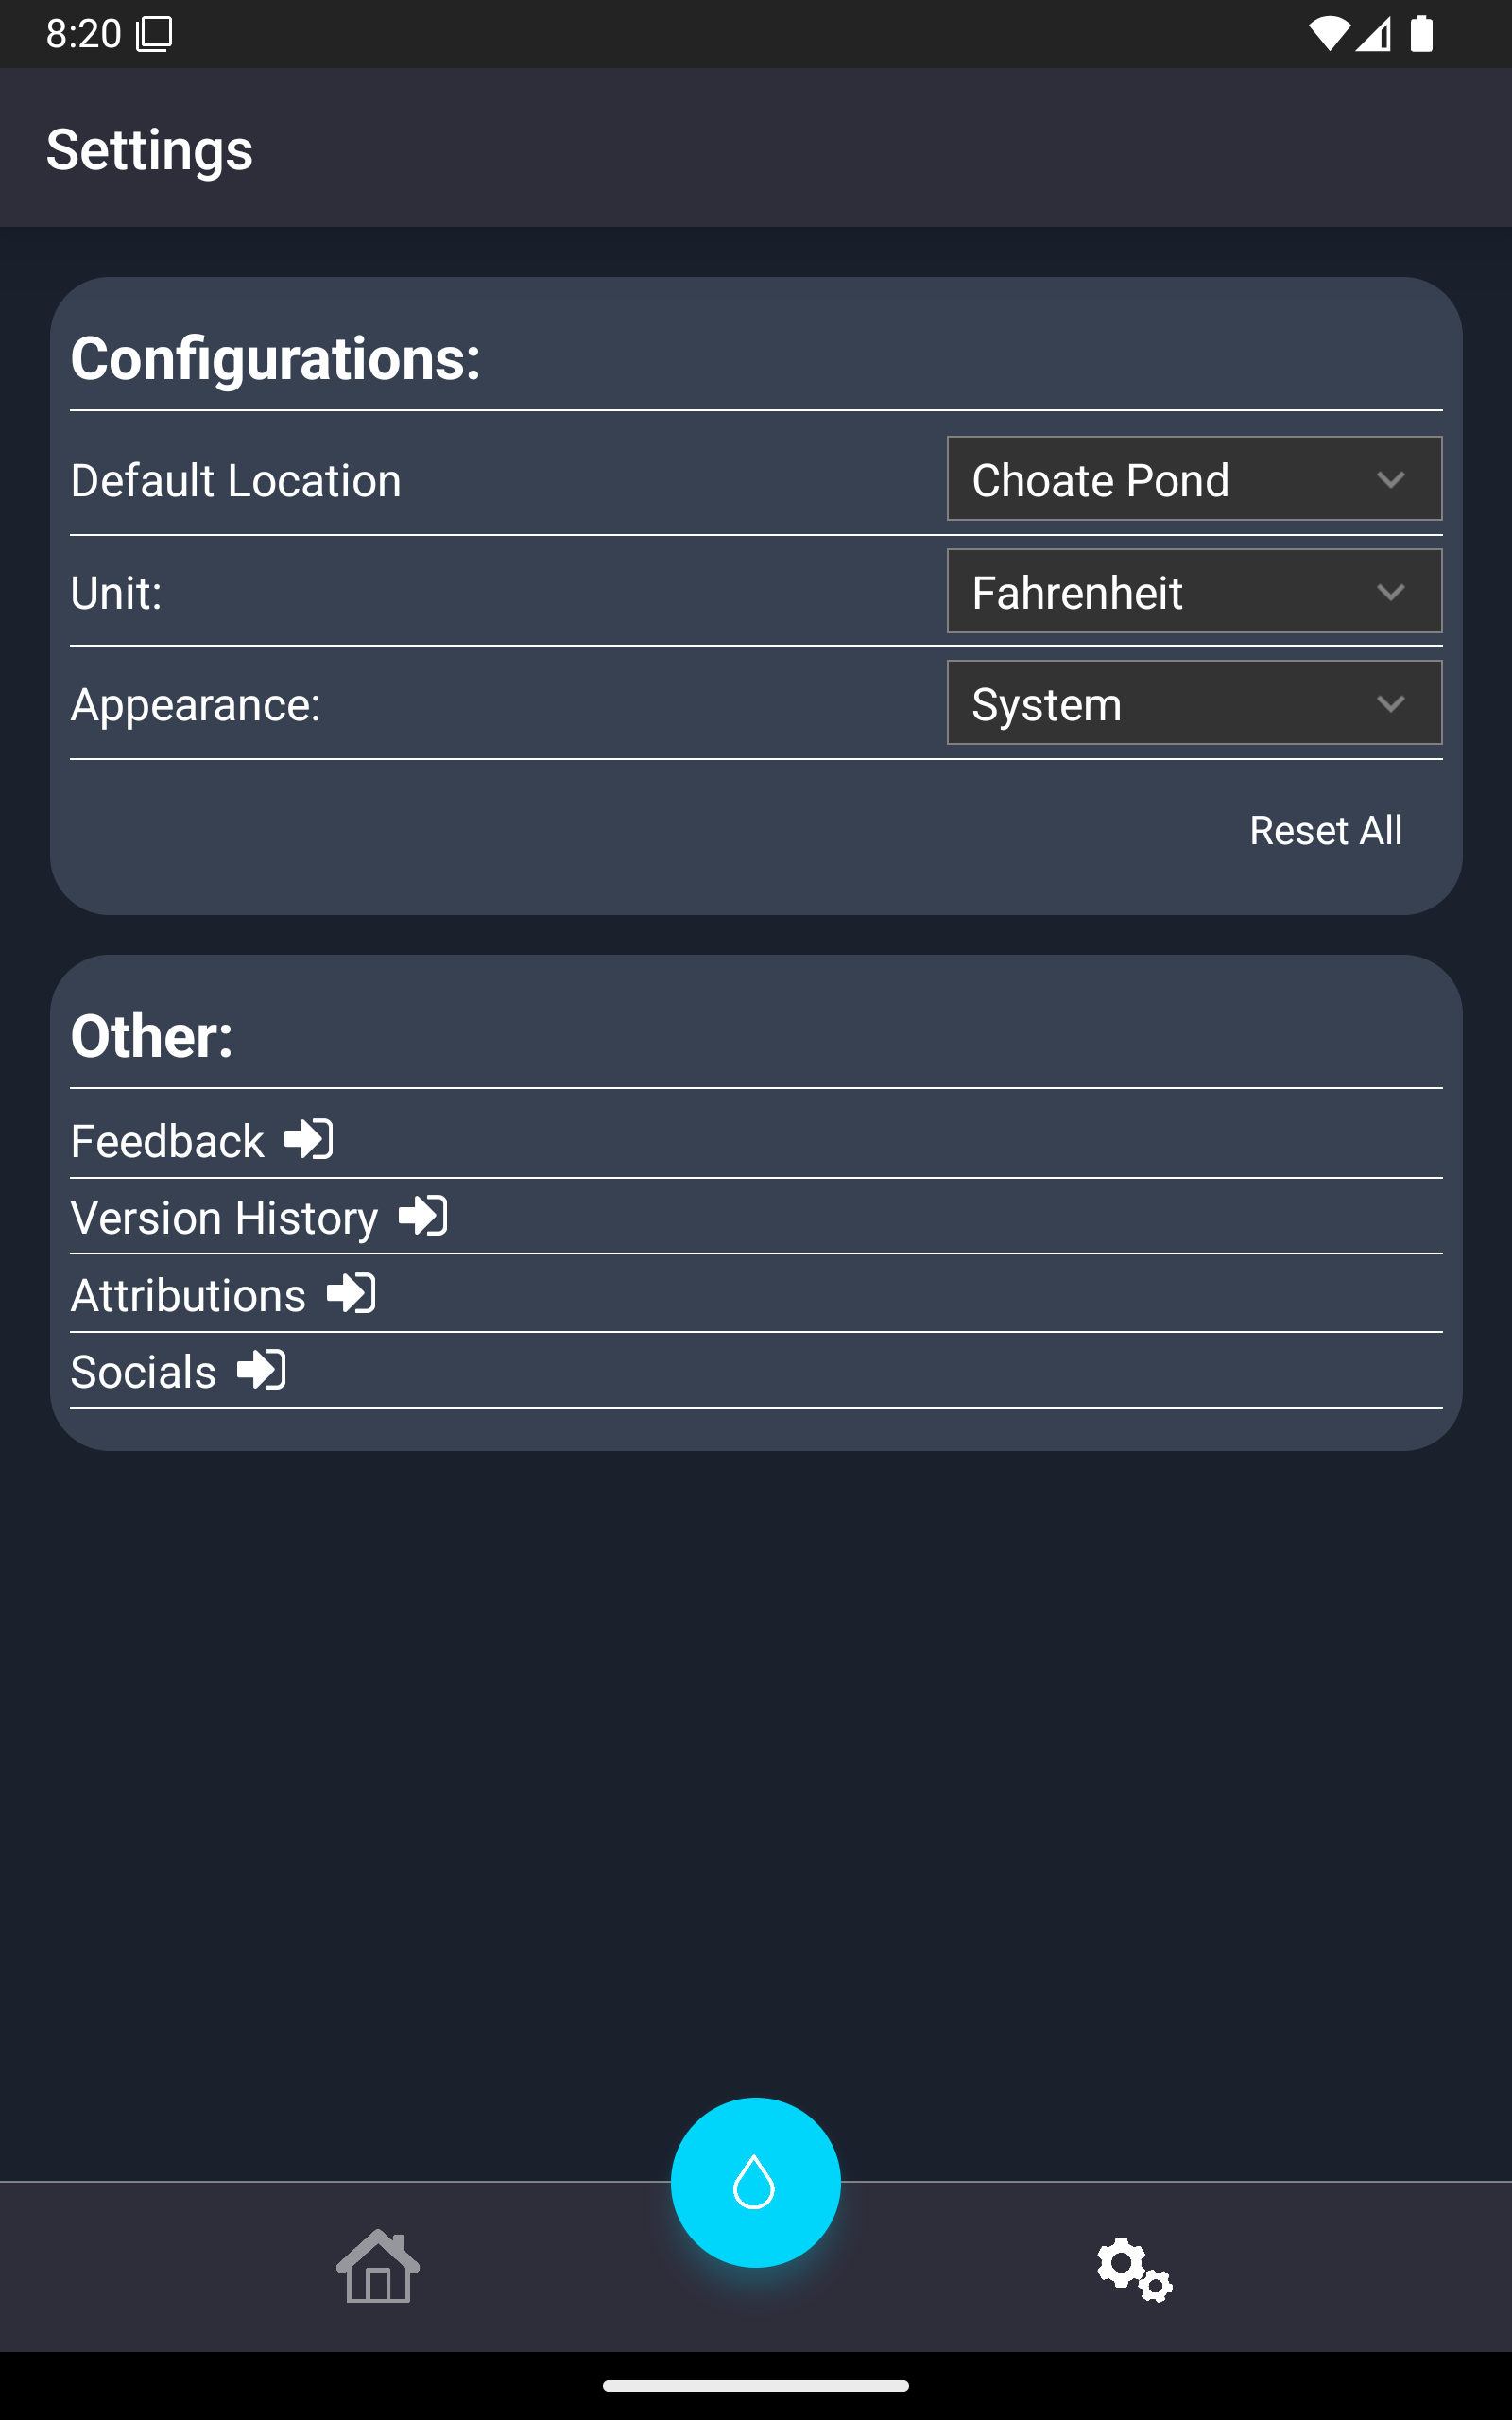 8:20
Settings
Configurations:
Default Location
Choate Pond
Unit:
Fahrenheit
Appearance:
System
Reset All
Other:
Feedback
Version History
Attributions
Socials